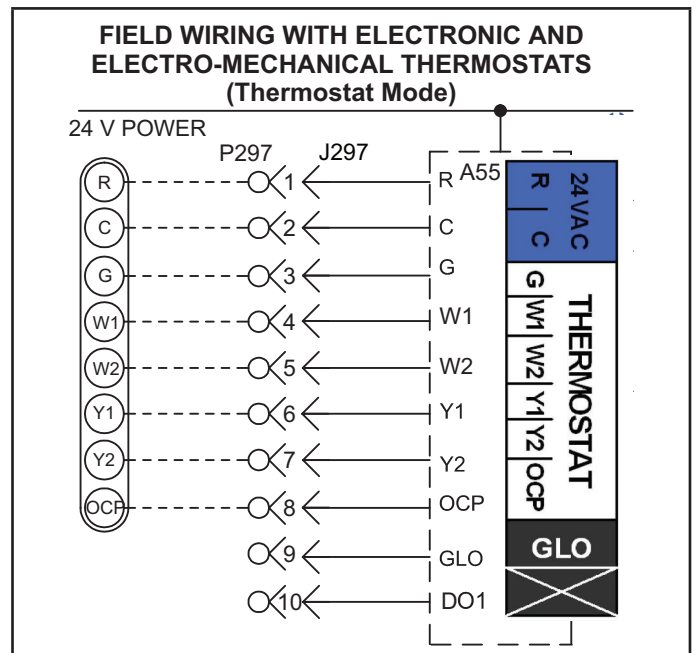 FIELD WIRING WITH ELECTRONIC AND
ELECTRO-MECHANICAL THERMOSTATS
(Thermostat Mode)
24 V POWER
P297 J297
A55
R 1 R
C 2 C
G 3 G
W1 4 W1
W2 5 W2
Y1 6 Y1
Y2 7 Y2
OCP 8 OCP
9 GLO
10 DO1
R C
24VAC
G W1 W2 Y1 Y2 OCP
THERMOSTAT
GLO